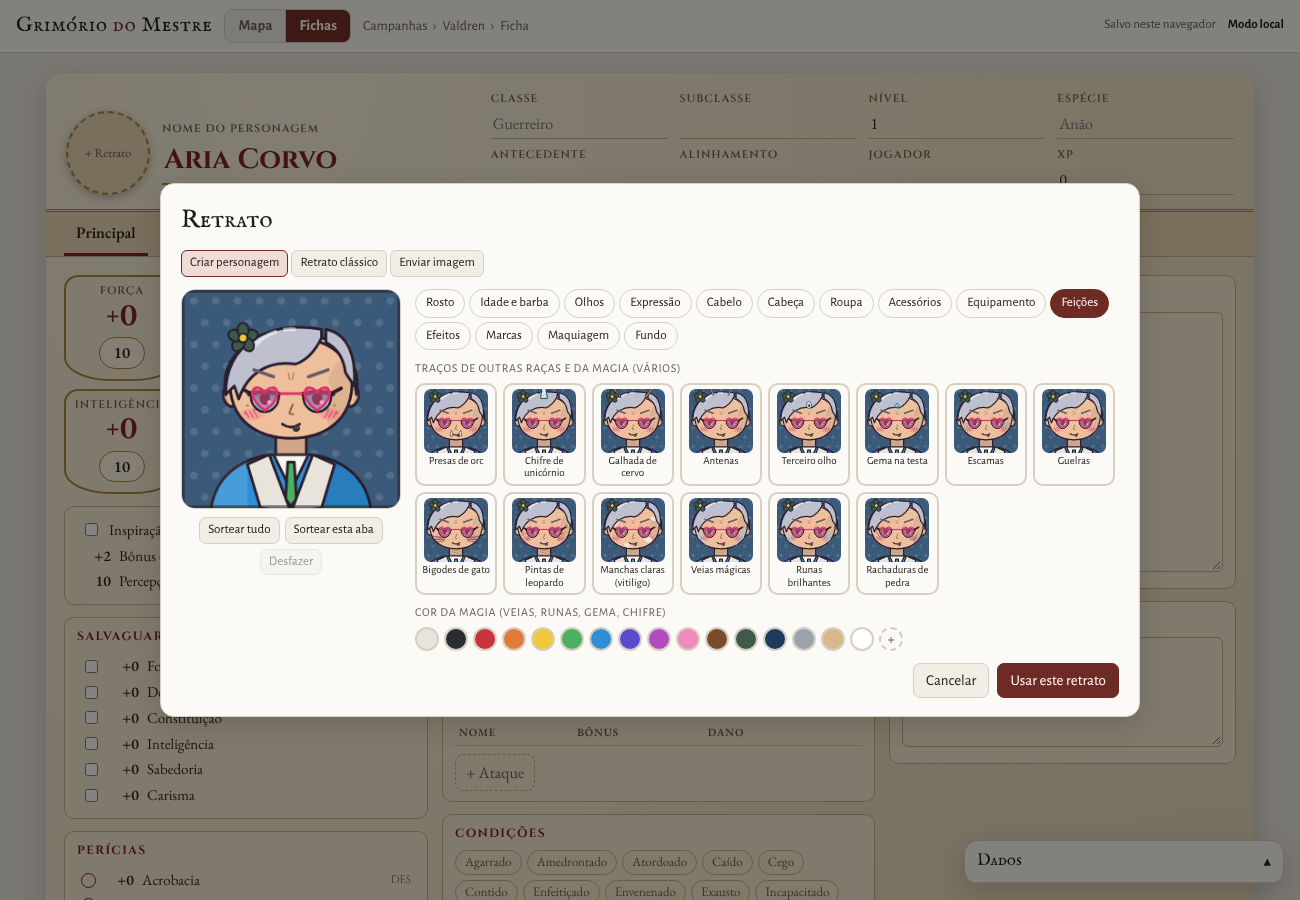 Grimório do Mestre
Mapa
Fichas
Campanhas › Valdren › Ficha
Salvo neste navegador
Modo local
+ Retrato
NOME DO PERSONAGEM
Aria Corvo
CLASSE
SUBCLASSE
NÍVEL
ESPÉCIE
Guerreiro
1
Anão
ANTECEDENTE
ALINHAMENTO
JOGADOR
XP
0
Principal
Retrato
Criar personagem
Retrato clássico
Enviar imagem
Rosto
Idade e barba
Olhos
Expressão
Cabelo
Cabeça
Roupa
Acessórios
Equipamento
Feições
Efeitos
Marcas
Maquiagem
Fundo
TRAÇOS DE OUTRAS RAÇAS E DA MAGIA (VÁRIOS)
Presas de orc
Chifre de unicórnio
Galhada de cervo
Antenas
Terceiro olho
Gema na testa
Escamas
Guelras
Bigodes de gato
Pintas de leopardo
Manchas claras (vitiligo)
Veias mágicas
Runas brilhantes
Rachaduras de pedra
COR DA MAGIA (VEIAS, RUNAS, GEMA, CHIFRE)
+
Sortear tudo
Sortear esta aba
Desfazer
Cancelar
Usar este retrato
FORÇA
+0
10
INTELIGÊNCI
+0
10
Inspiraçã
+2 Bônus
10 Percepç
SALVAGUAR
+0 Fo
+0 De
+0 Constituição
+0 Inteligência
+0 Sabedoria
+0 Carisma
PERÍCIAS
+0 Acrobacia DES
NOME
BÔNUS
DANO
+ Ataque
CONDIÇÕES
Agarrado
Amedrontado
Atordoado
Caído
Cego
Contido
Enfeitiçado
Envenenado
Exausto
Incapacitado
Dados ▲